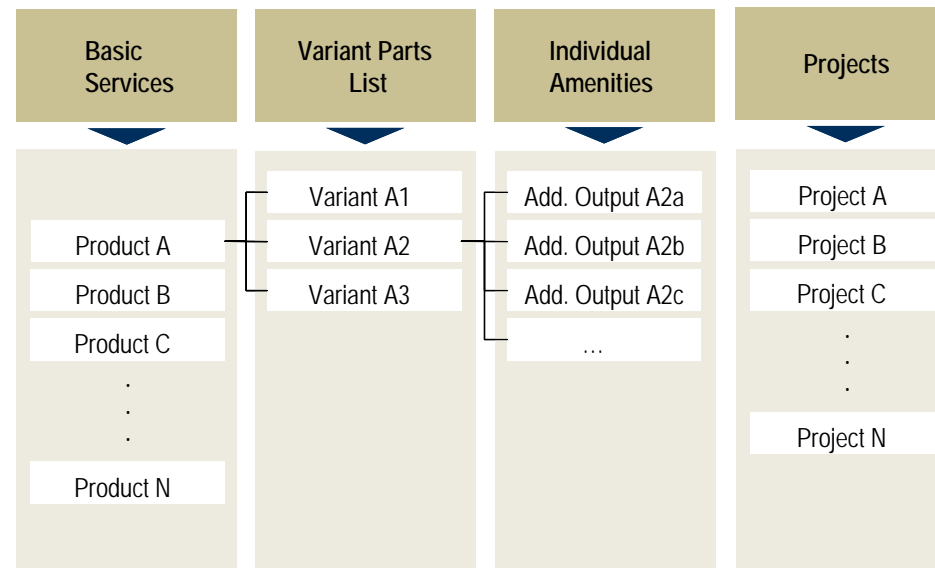 Basic
Services
Variant Parts
List
Individual
Amenities
Projects
Product A
Product B
Product C
.
.
.
Product N
Variant A1
Variant A2
Variant A3
Add. Output A2a
Add. Output A2b
Add. Output A2c
...
Project A
Project B
Project C
.
.
.
Project N